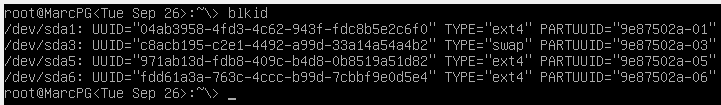 root@MarcPG<Tue Sep 26>:~\> blkid
/dev/sda1: UUID="04ab3958-4fd3-4c62-943f-fdc8b5e2c6f0" TYPE="ext4" PARTUUID="9e87502a-01"
/dev/sda3: UUID="c8acb195-c2e1-4492-a99d-33a14a54a4b2" TYPE="swap" PARTUUID="9e87502a-03"
/dev/sda5: UUID="971ab13d-fdb8-409c-b4d8-0b8519a51d82" TYPE="ext4" PARTUUID="9e87502a-05"
/dev/sda6: UUID="fdd61a3a-763c-4ccc-b99d-7cbbf9e0d5e4" TYPE="ext4" PARTUUID="9e87502a-06"
root@MarcPG<Tue Sep 26>:~\> _